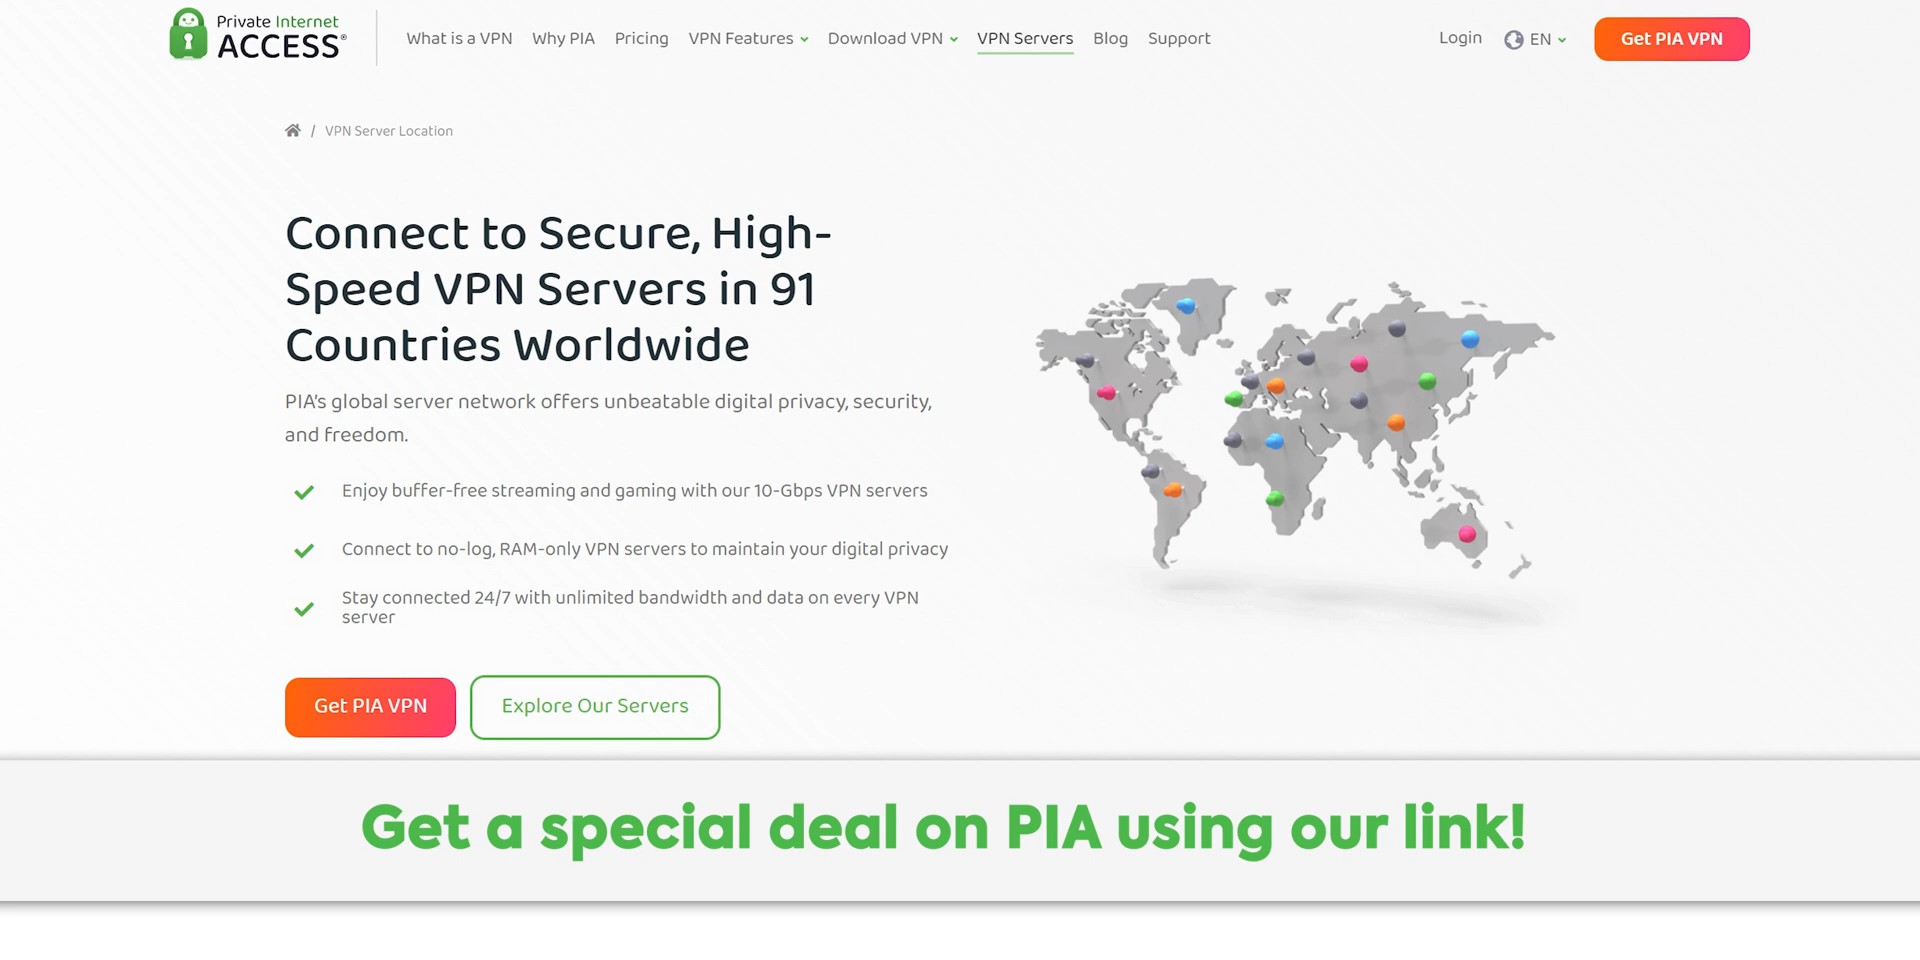 Private Internet
ACCESS®
What is a VPN
Why PIA
Pricing
VPN Features
Download VPN
VPN Servers
Blog
Support
Login
EN
Get PIA VPN
/ VPN Server Location
Connect to Secure, High-
Speed VPN Servers in 91
Countries Worldwide
PIA's global server network offers unbeatable digital privacy, security,
and freedom.
Enjoy buffer-free streaming and gaming with our 10-Gbps VPN servers
Connect to no-log, RAM-only VPN servers to maintain your digital privacy
Stay connected 24/7 with unlimited bandwidth and data on every VPN
server
Get PIA VPN
Explore Our Servers
Get a special deal on PIA using our link!